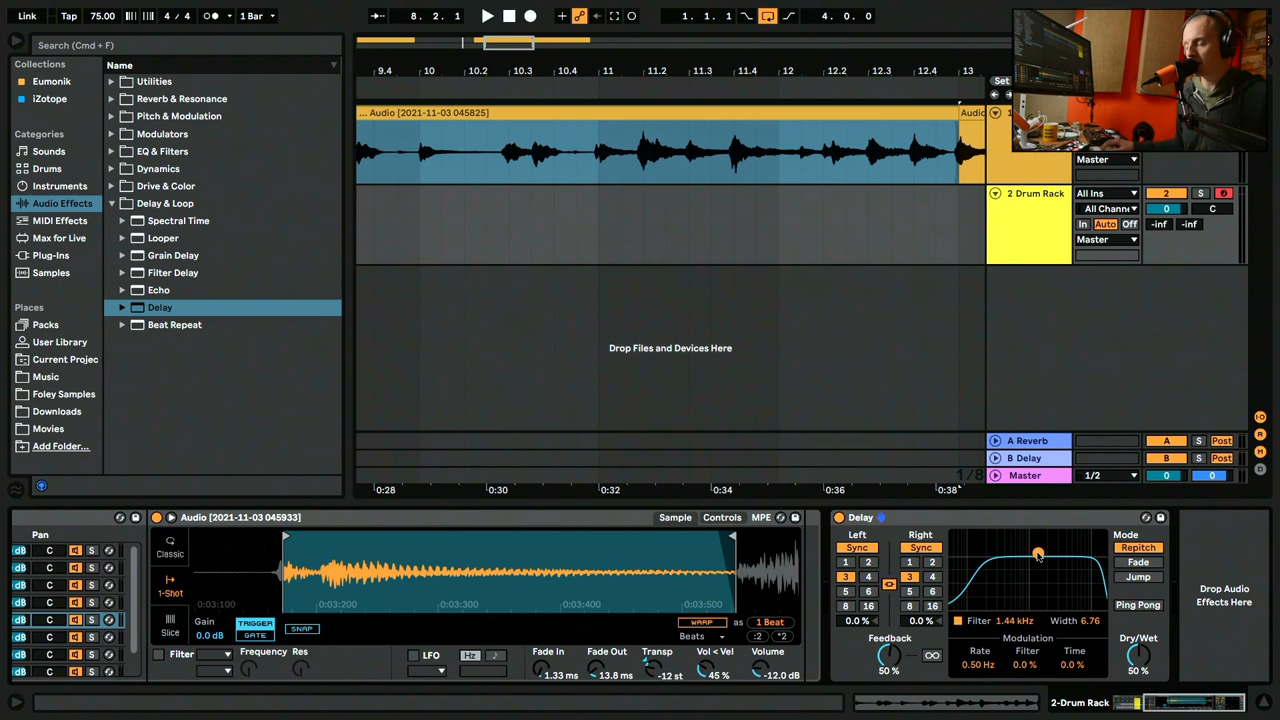 Link Tap 75.00 4 / 4 1 Bar 8. 2. 1 1. 1. 1 4. 0. 0
Search (Cmd + F)
Collections
Eumonik
iZotope
Categories
Sounds
Drums
Instruments
Audio Effects
MIDI Effects
Max for Live
Plug-Ins
Samples
Places
Packs
User Library
Current Projec
Music
Foley Samples
Downloads
Movies
Add Folder...
Name
Utilities
Reverb & Resonance
Pitch & Modulation
Modulators
EQ & Filters
Dynamics
Drive & Color
Delay & Loop
Spectral Time
Looper
Grain Delay
Filter Delay
Echo
Delay
Beat Repeat
9.4 10 10.2 10.3 10.4 11 11.2 11.3 11.4 12 12.2 12.3 12.4 13
Set
... Audio [2021-11-03 045825]
Audic
Master
2 Drum Rack All Ins 2 S
All Channe 0 C
In Auto Off -inf -inf
Master
Drop Files and Devices Here
A Reverb A S Post
B Delay B S Post
1/8 Master 1/2 0 0
0:28 0:30 0:32 0:34 0:36 0:38
Pan
dB C S
dB C S
dB C S
dB C S
dB C S
dB C S
dB C S
dB C S
dB C S
Audio [2021-11-03 045933] Sample Controls MPE
Classic
1-Shot
Slice
0:03:100 0:03:200 0:03:300 0:03:400 0:03:500
Gain
0.0 dB
TRIGGER
GATE
SNAP
WARP as 1 Beat
Beats :2 *2
Filter Frequency Res
LFO Hz
Fade In Fade Out Transp Vol < Vel Volume
1.33 ms 13.8 ms -12 st 45 % -12.0 dB
Delay
Left Right
Sync Sync
1 2 1 2
3 4 3 4
5 6 5 6
8 16 8 16
0.0 % 0.0 %
Feedback
50 %
Filter 1.44 kHz Width 6.76
Modulation
Rate Filter Time
0.50 Hz 0.0 % 0.0 %
Mode
Repitch
Fade
Jump
Ping Pong
Dry/Wet
50 %
Drop Audio
Effects Here
2-Drum Rack